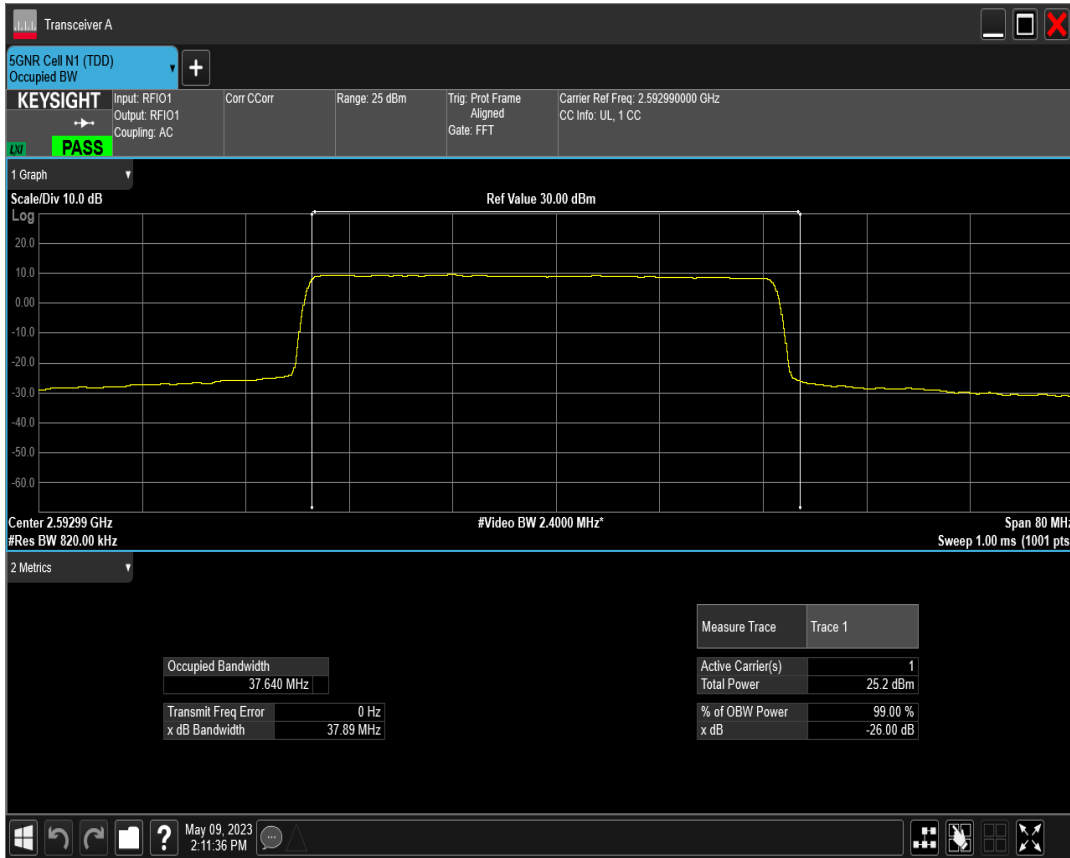 Transceiver A
5GNR Cell N1 (TDD)
Occupied BW
KEYSIGHT
LXI
PASS
Input: RFIO1
Output: RFIO1
Coupling: AC
Corr CCorr
Range: 25 dBm
Trig: Prot Frame
Aligned
Gate: FFT
Carrier Ref Freq: 2.592990000 GHz
CC Info: UL, 1 CC
1 Graph
Scale/Div 10.0 dB
Ref Value 30.00 dBm
Log
20.0
10.0
0.00
-10.0
-20.0
-30.0
-40.0
-50.0
-60.0
Center 2.59299 GHz
#Video BW 2.4000 MHz*
Span 80 MHz
#Res BW 820.00 kHz
Sweep 1.00 ms (1001 pts
2 Metrics
Measure Trace
Trace 1
Occupied Bandwidth
37.640 MHz
Active Carrier(s)
1
Total Power
25.2 dBm
Transmit Freq Error
0 Hz
x dB Bandwidth
37.89 MHz
% of OBW Power
99.00 %
x dB
-26.00 dB
?
May 09, 2023
2:11:36 PM